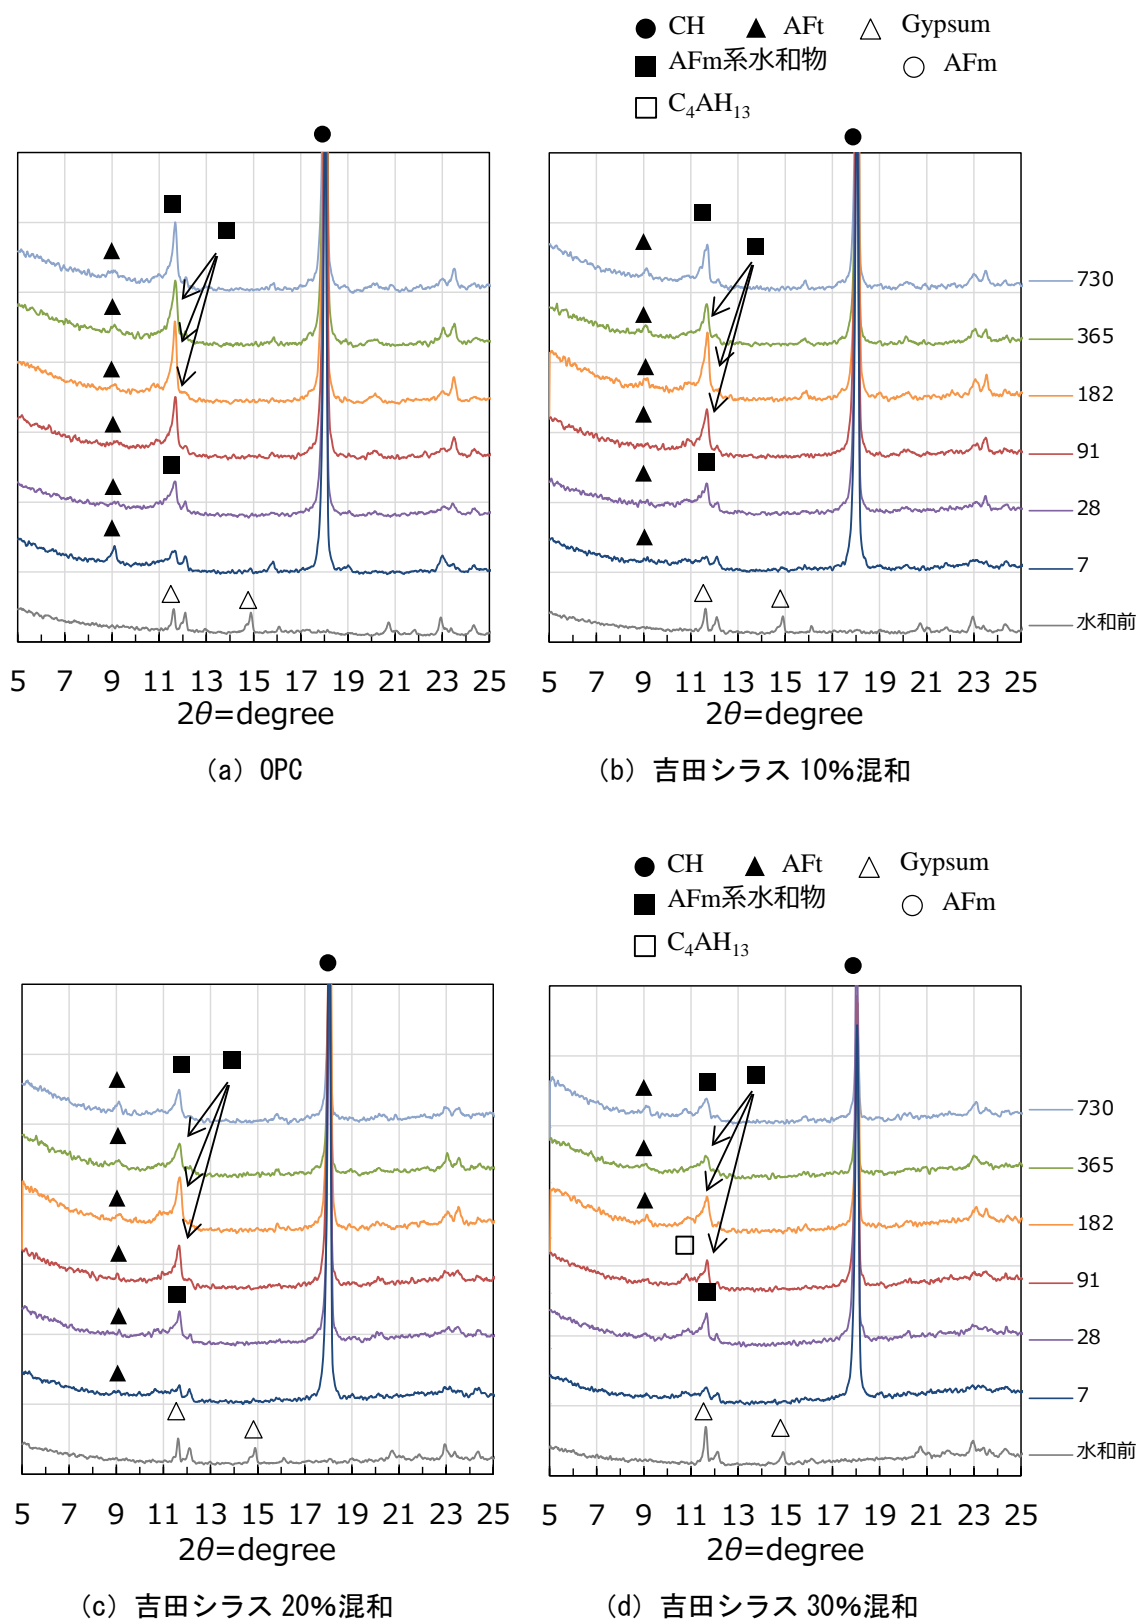 ● CH ▲ AFt △ Gypsum
■ AFm系水和物 ○ AFm
□ C₄AH₁₃
730
365
182
91
28
7
水和前
5 7 9 11 13 15 17 19 21 23 25
2θ=degree
(a) OPC
5 7 9 11 13 15 17 19 21 23 25
2θ=degree
(b) 吉田シラス 10%混和
● CH ▲ AFt △ Gypsum
■ AFm系水和物 ○ AFm
□ C₄AH₁₃
730
365
182
91
28
7
水和前
5 7 9 11 13 15 17 19 21 23 25
2θ=degree
(c) 吉田シラス 20%混和
5 7 9 11 13 15 17 19 21 23 25
2θ=degree
(d) 吉田シラス 30%混和